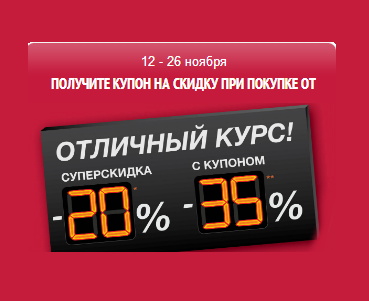 12 - 26 ноября
ПОЛУЧИТЕ КУПОН НА СКИДКУ ПРИ ПОКУПКЕ ОТ
ОТЛИЧНЫЙ КУРС!
СУПЕРСКИДКА С КУПОНОМ
-20%* -35%**